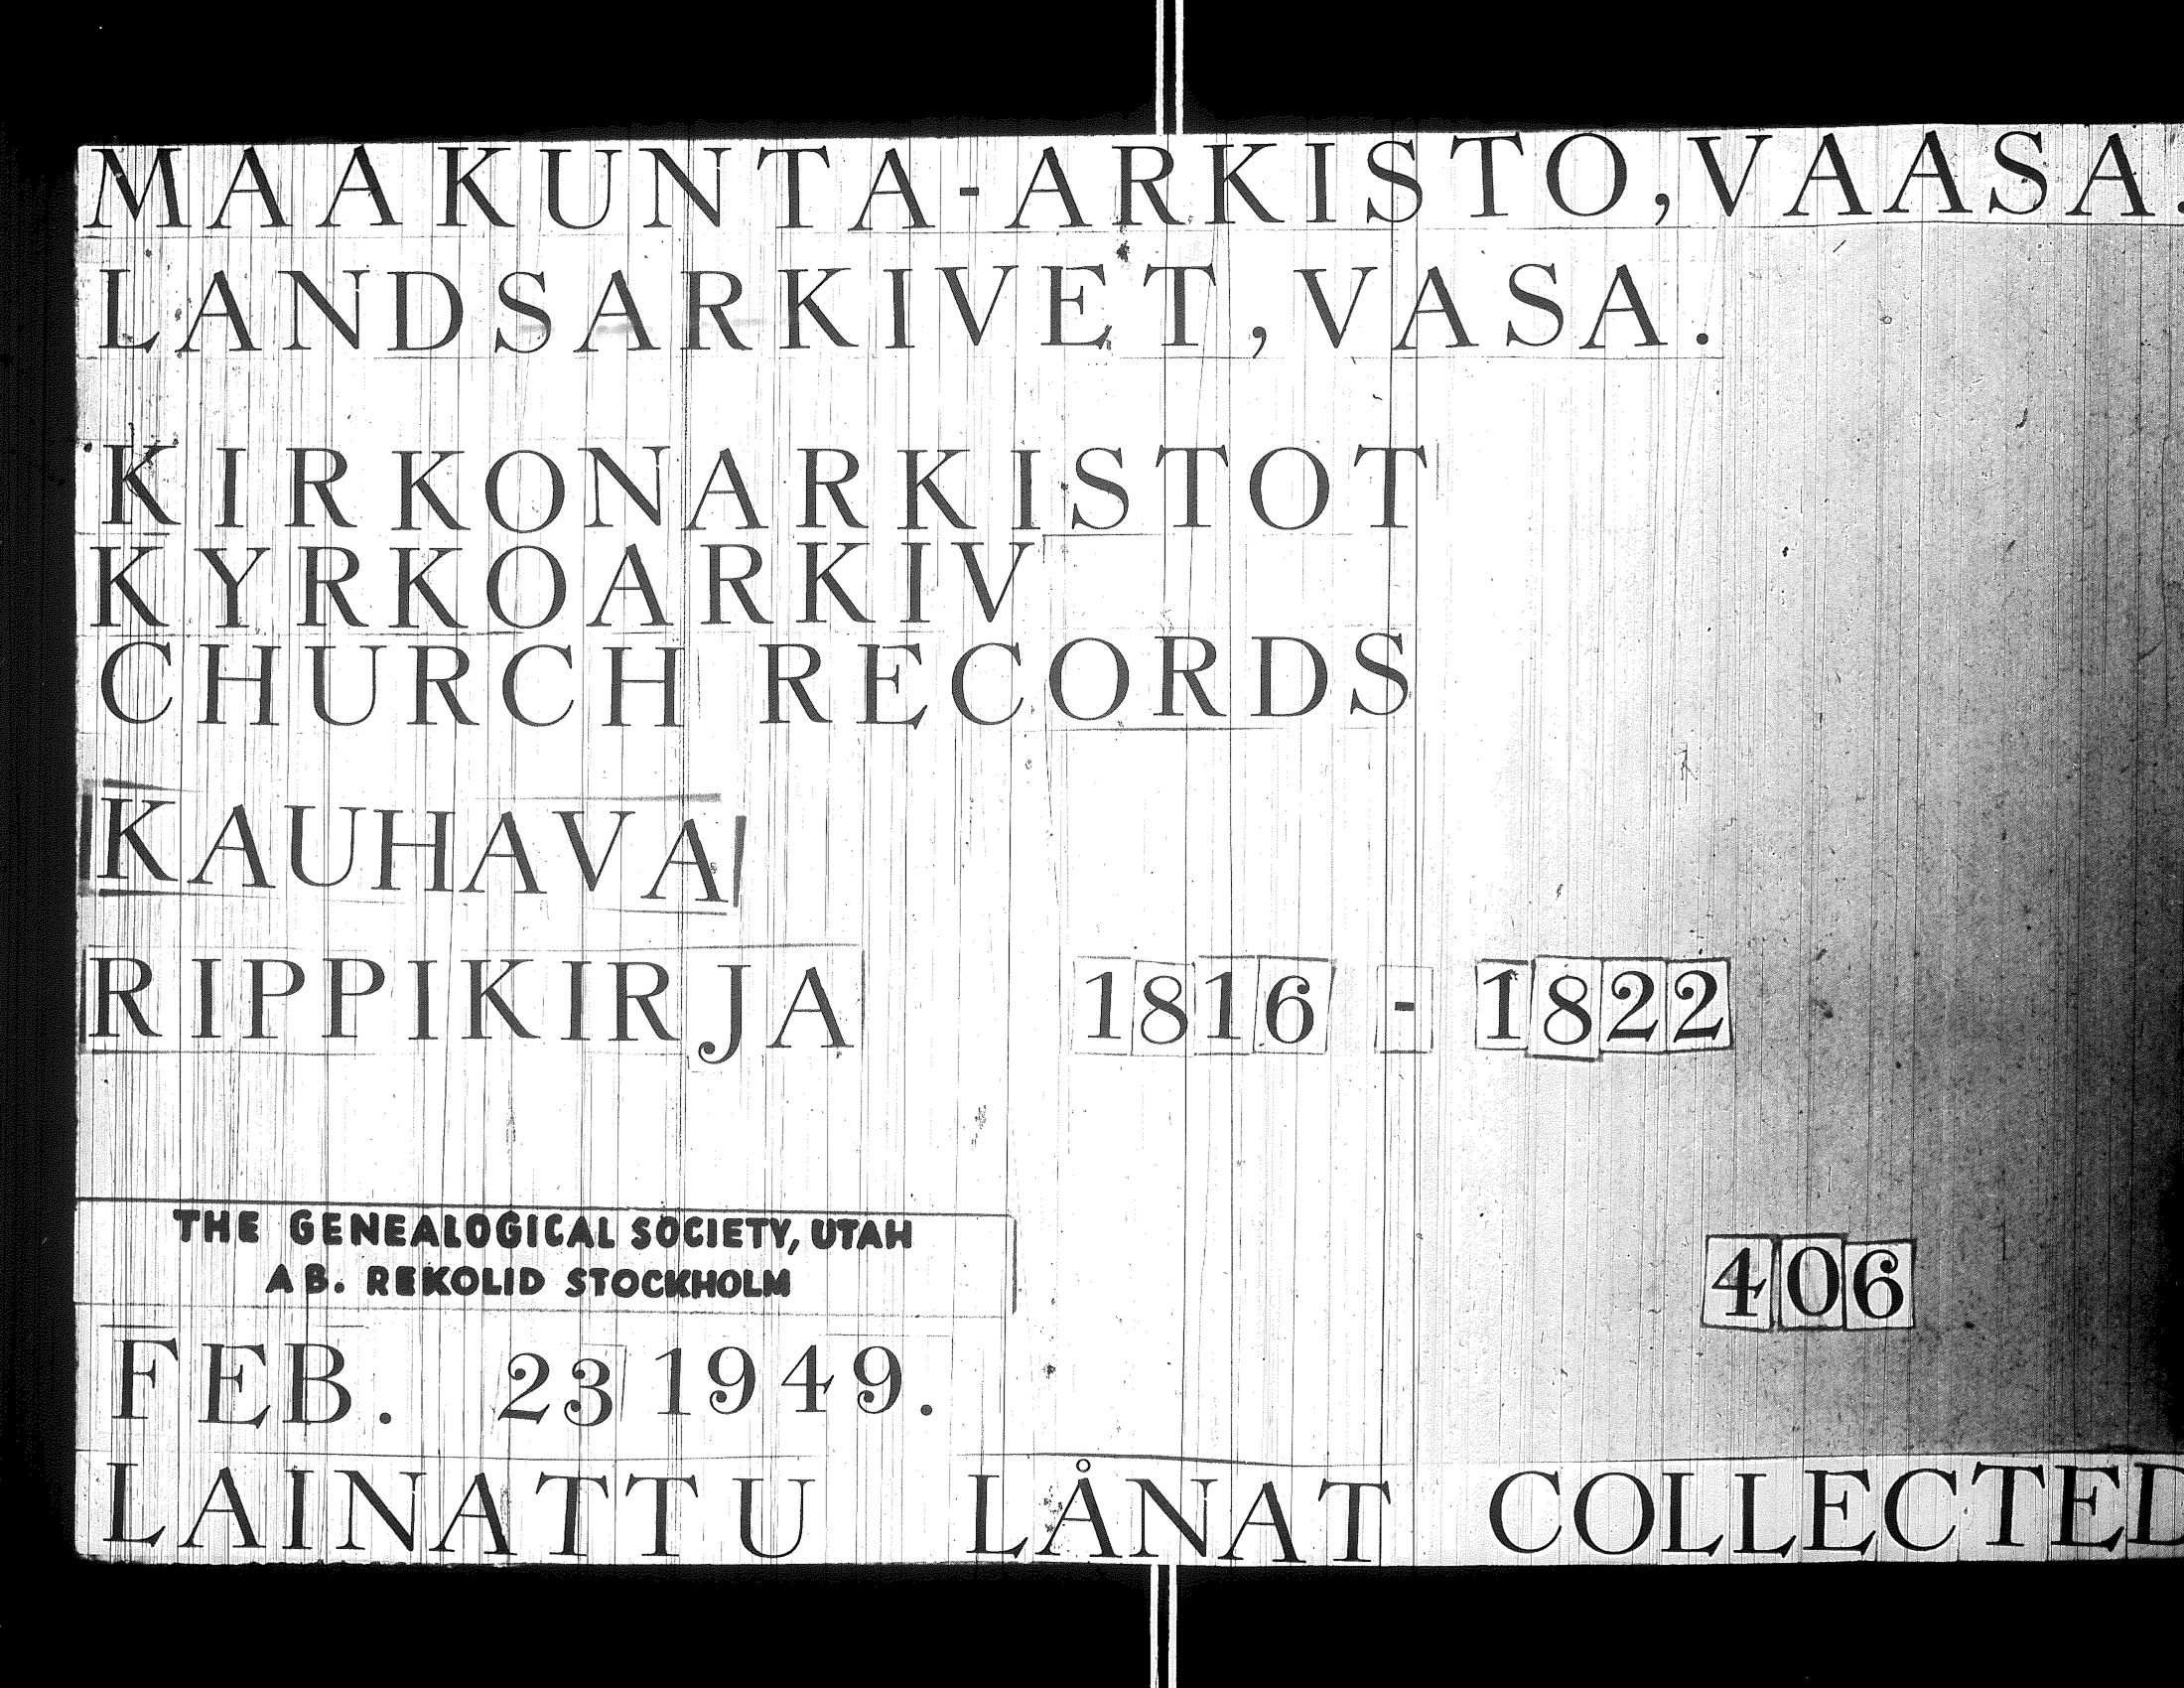 MAAKUNTA-ARKISTO, VAASA.
LANDSARKIVET, VASA.
KIRKONARKISTOT
KYRKOARKIV
CHURCH RECORDS
KAUHAVA
RIPPIKIRJA 1816 - 1822
THE GENEALOGICAL SOCIETY, UTAH
AB. REKOLID STOCKHOLM
406
FEB. 23 1949.
LAINATTU LÅNAT COLLECTED